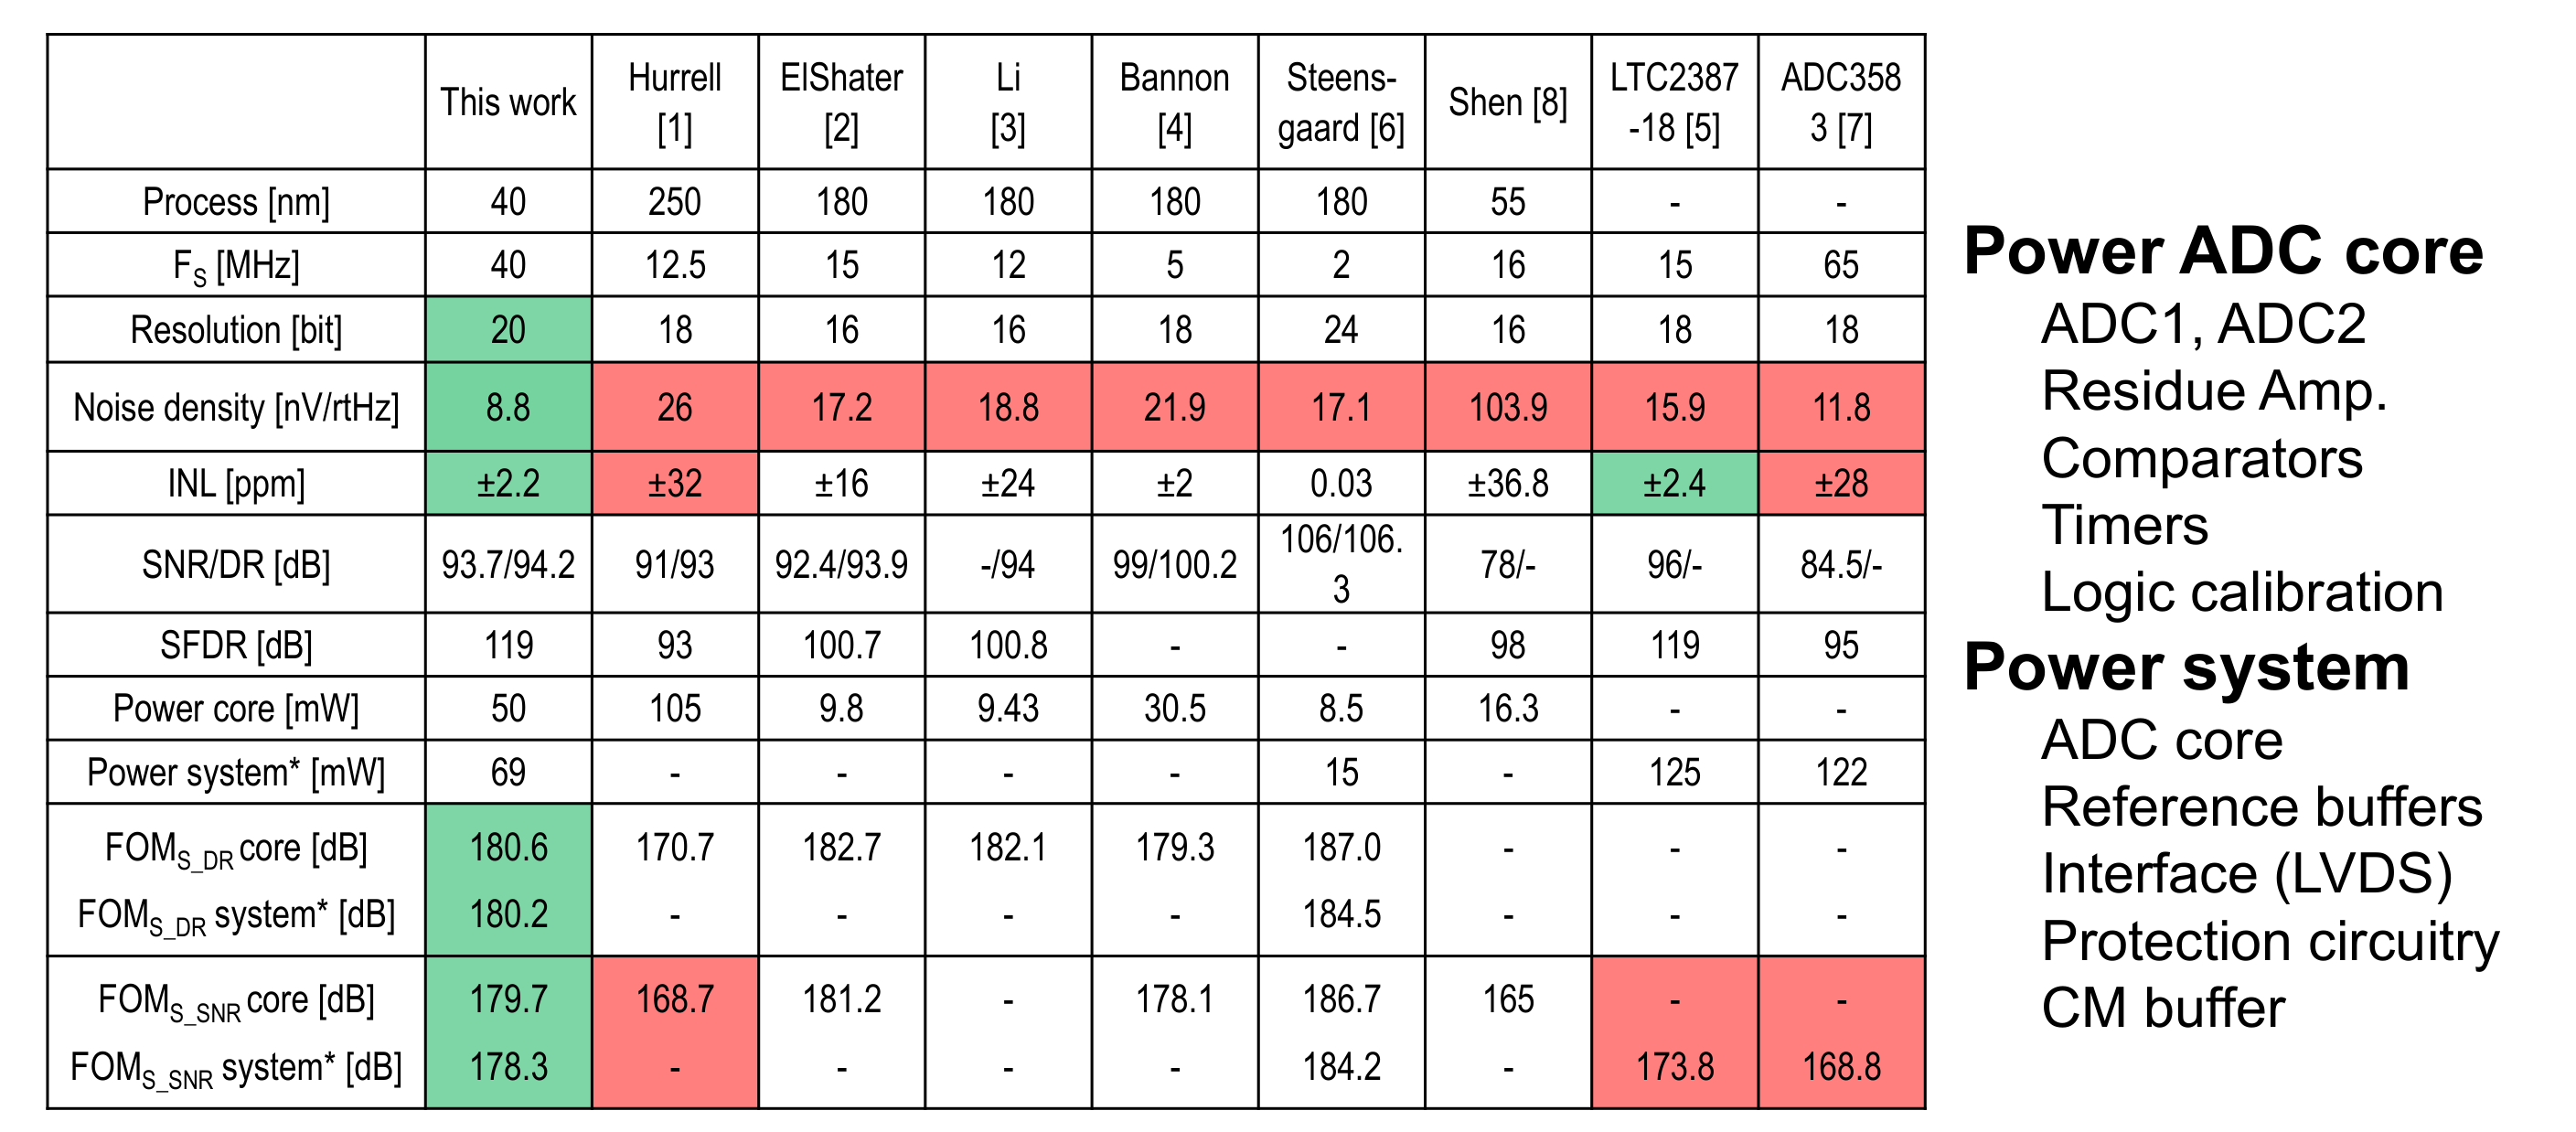 This work Hurrell [1] ElShater [2] Li [3] Bannon [4] Steens-gaard [6] Shen [8] LTC2387-18 [5] ADC3583 [7]
Process [nm] 40 250 180 180 180 180 55 - -
FS [MHz] 40 12.5 15 12 5 2 16 15 65
Resolution [bit] 20 18 16 16 18 24 16 18 18
Noise density [nV/rtHz] 8.8 26 17.2 18.8 21.9 17.1 103.9 15.9 11.8
INL [ppm] ±2.2 ±32 ±16 ±24 ±2 0.03 ±36.8 ±2.4 ±28
SNR/DR [dB] 93.7/94.2 91/93 92.4/93.9 -/94 99/100.2 106/106.3 78/- 96/- 84.5/-
SFDR [dB] 119 93 100.7 100.8 - - 98 119 95
Power core [mW] 50 105 9.8 9.43 30.5 8.5 16.3 - -
Power system* [mW] 69 - - - - 15 - 125 122
FOMS_DR core [dB] 180.6 170.7 182.7 182.1 179.3 187.0 - - -
FOMS_DR system* [dB] 180.2 - - - - 184.5 - - -
FOMS_SNR core [dB] 179.7 168.7 181.2 - 178.1 186.7 165 - -
FOMS_SNR system* [dB] 178.3 - - - - 184.2 - 173.8 168.8
Power ADC core
ADC1, ADC2
Residue Amp.
Comparators
Timers
Logic calibration
Power system
ADC core
Reference buffers
Interface (LVDS)
Protection circuitry
CM buffer